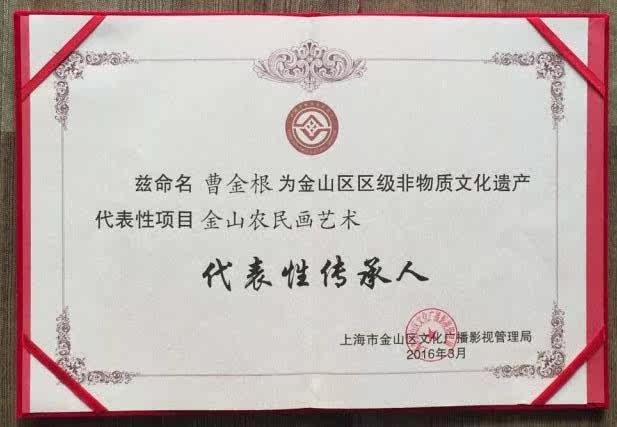 兹命名 曹金根 为金山区区级非物质文化遗产
代表性项目 金山农民画艺术
代表性传承人
上海市金山区文化广播影视管理局
2016年3月